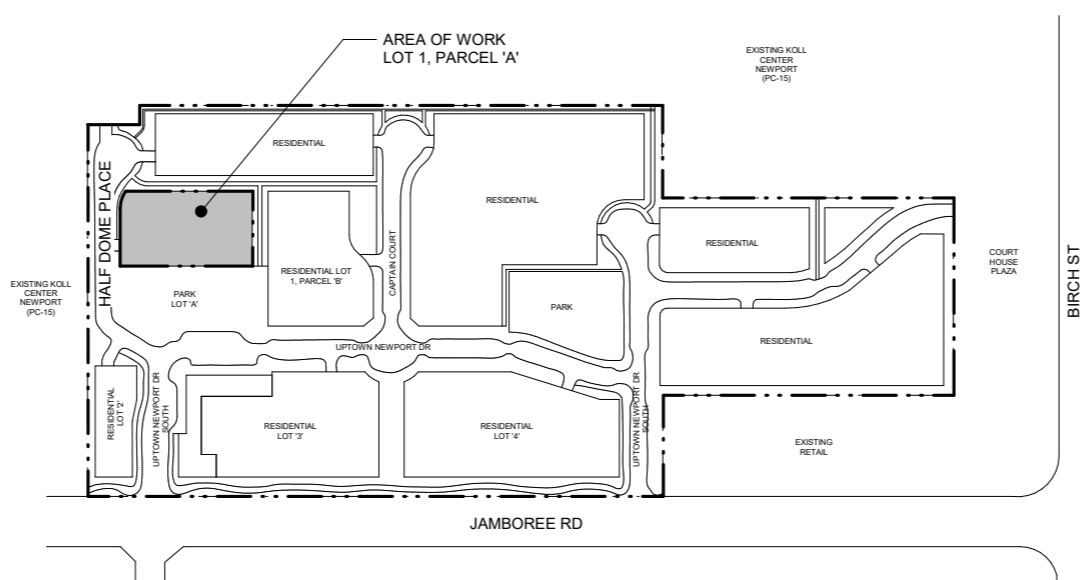 AREA OF WORK
LOT 1, PARCEL 'A'
EXISTING KOLL
CENTER
NEWPORT
(PC-15)
RESIDENTIAL
HALF DOME PLACE
RESIDENTIAL
RESIDENTIAL
COURT
HOUSE
PLAZA
BIRCH ST
EXISTING KOLL
CENTER
NEWPORT
(PC-15)
PARK
LOT 'A'
RESIDENTIAL LOT
1, PARCEL 'B'
CAPTAIN COURT
PARK
RESIDENTIAL
UPTOWN NEWPORT DR
RESIDENTIAL
LOT '2'
UPTOWN NEWPORT DR
SOUTH
RESIDENTIAL
LOT '3'
RESIDENTIAL
LOT '4'
UPTOWN NEWPORT DR
SOUTH
EXISTING
RETAIL
JAMBOREE RD